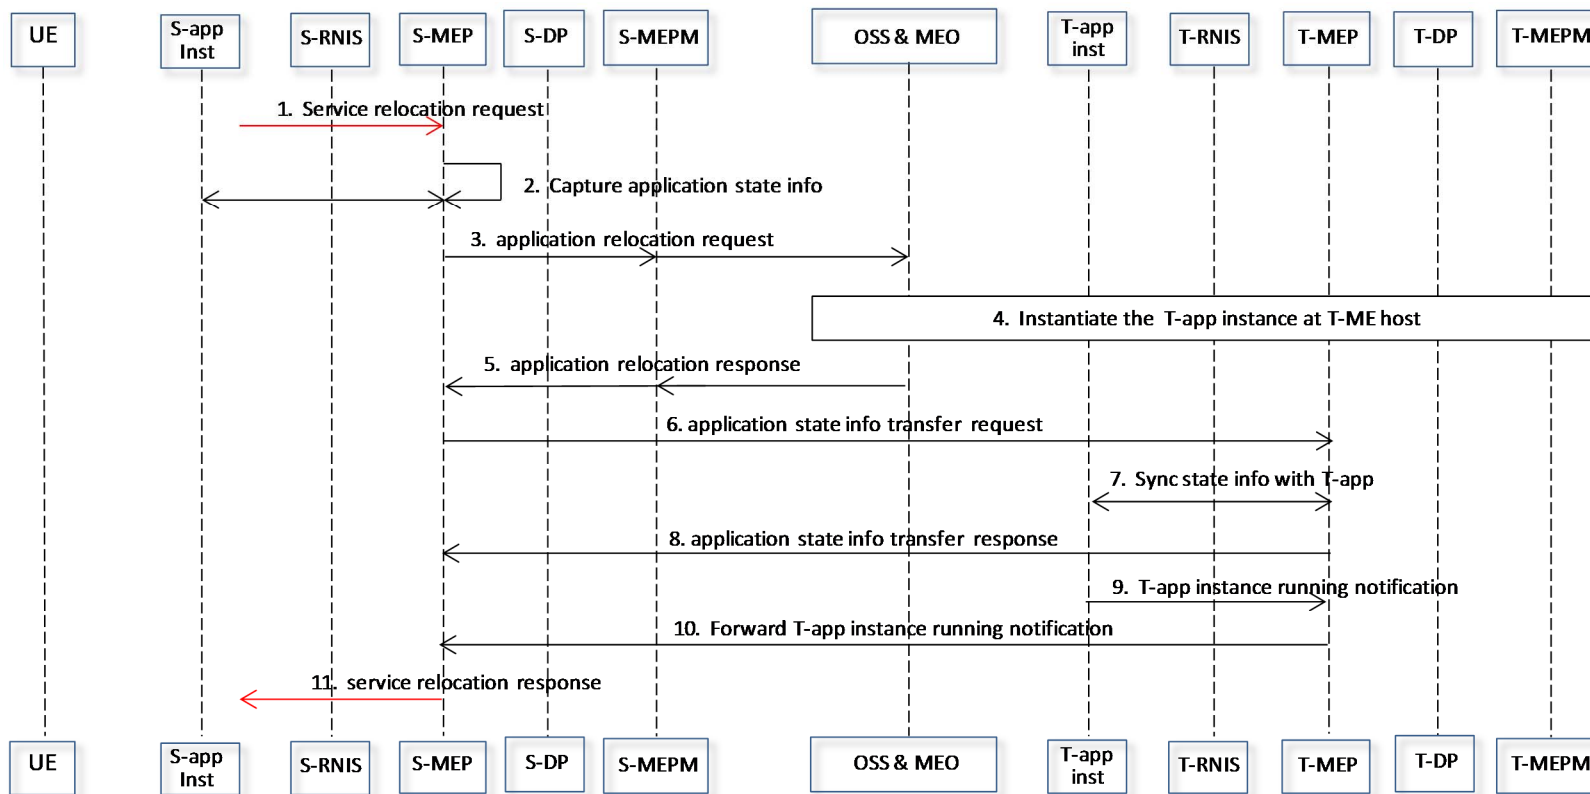 UE
S-app
Inst
S-RNIS
S-MEP
S-DP
S-MEPM
OSS & MEO
T-app
inst
T-RNIS
T-MEP
T-DP
T-MEPM
1. Service relocation request
2. Capture application state info
3. application relocation request
4. Instantiate the T-app instance at T-ME host
5. application relocation response
6. application state info transfer request
7. Sync state info with T-app
8. application state info transfer response
9. T-app instance running notification
10. Forward T-app instance running notification
11. service relocation response
UE
S-app
Inst
S-RNIS
S-MEP
S-DP
S-MEPM
OSS & MEO
T-app
inst
T-RNIS
T-MEP
T-DP
T-MEPM